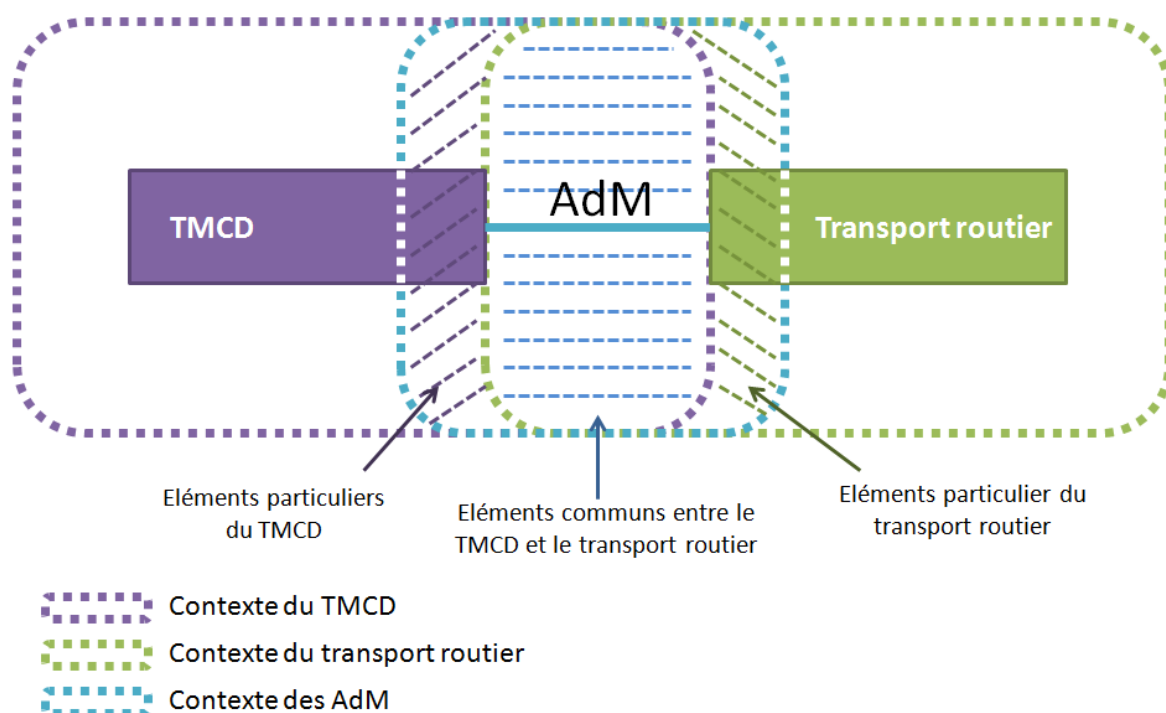 AdM
TMCD
Transport routier
Eléments particuliers
du TMCD
Eléments communs entre le
TMCD et le transport routier
Eléments particulier du
transport routier
Contexte du TMCD
Contexte du transport routier
Contexte des AdM